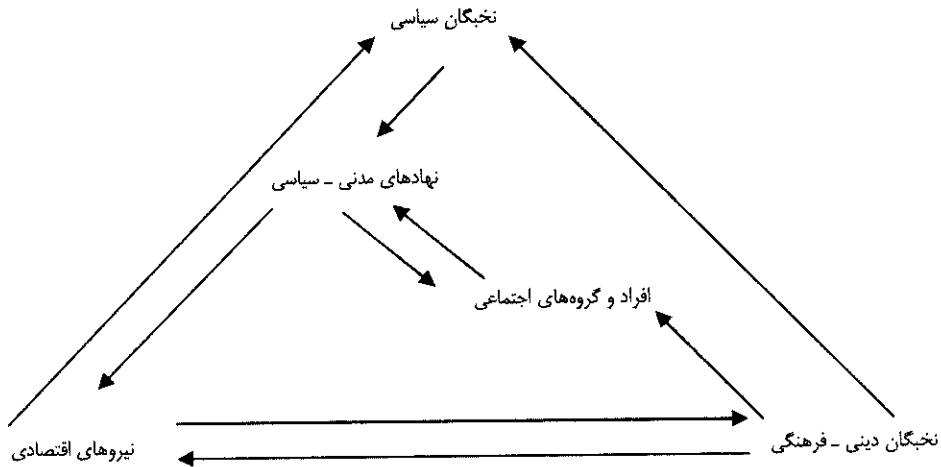 نخبگان سیاسی
نهادهای مدنی ـ سیاسی
افراد و گروه‌های اجتماعی
نخبگان دینی ـ فرهنگی
نیروهای اقتصادی